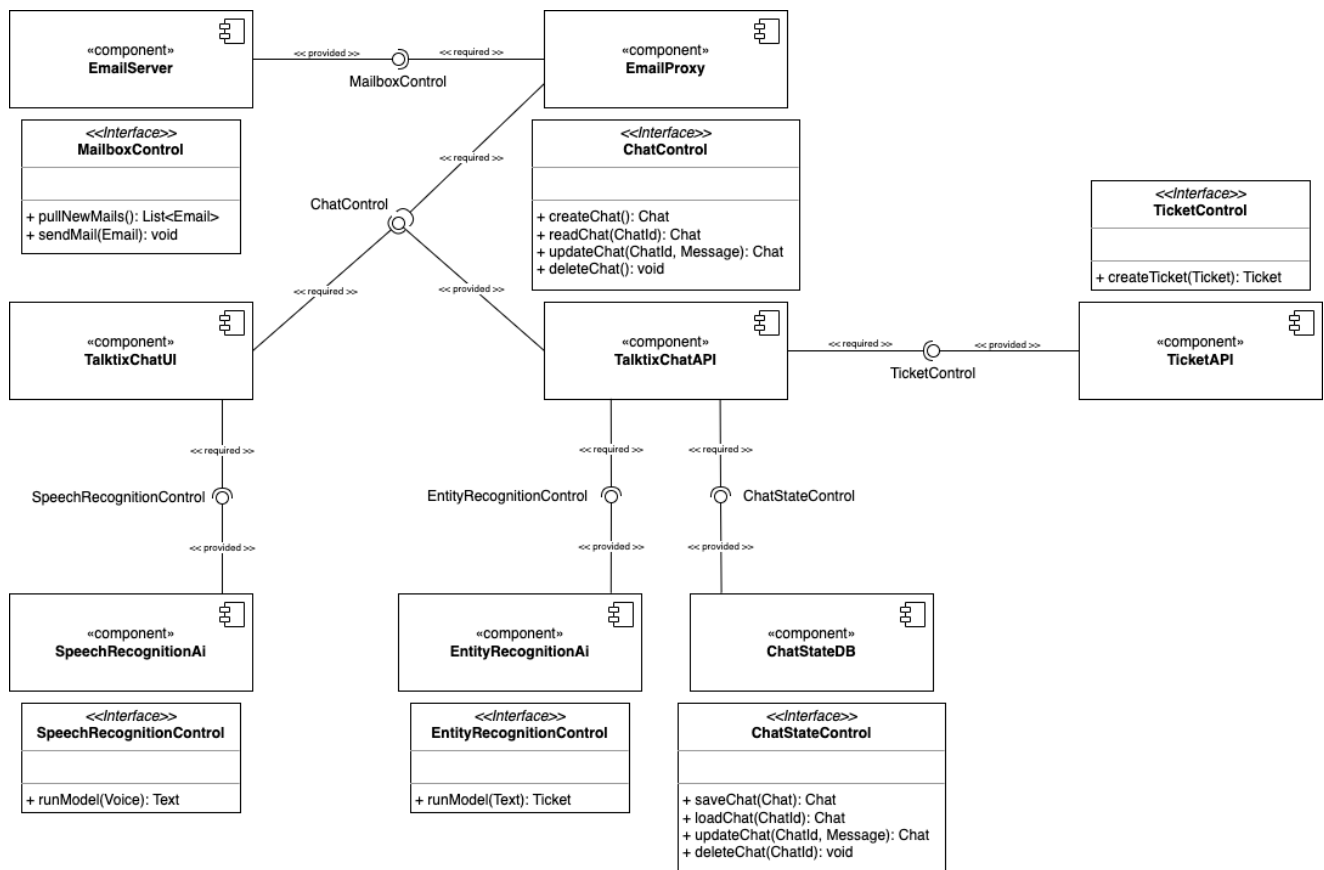 «component»
EmailServer
<< provided >>
MailboxControl
<< required >>
«component»
EmailProxy
<<Interface>>
MailboxControl
+ pullNewMails(): List<Email>
+ sendMail(Email): void
<< required >>
ChatControl
<<Interface>>
ChatControl
+ createChat(): Chat
+ readChat(ChatId): Chat
+ updateChat(ChatId, Message): Chat
+ deleteChat(): void
<<Interface>>
TicketControl
+ createTicket(Ticket): Ticket
<< required >>
<< provided >>
«component»
TalktixChatUI
«component»
TalktixChatAPI
<< required >>
TicketControl
<< provided >>
«component»
TicketAPI
<< required >>
SpeechRecognitionControl
<< provided >>
<< required >>
EntityRecognitionControl
<< provided >>
<< required >>
ChatStateControl
<< provided >>
«component»
SpeechRecognitionAi
«component»
EntityRecognitionAi
«component»
ChatStateDB
<<Interface>>
SpeechRecognitionControl
+ runModel(Voice): Text
<<Interface>>
EntityRecognitionControl
+ runModel(Text): Ticket
<<Interface>>
ChatStateControl
+ saveChat(Chat): Chat
+ loadChat(ChatId): Chat
+ updateChat(ChatId, Message): Chat
+ deleteChat(ChatId): void